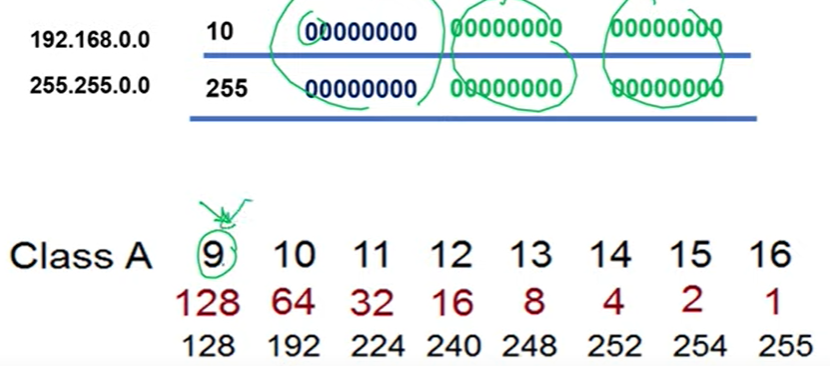 192.168.0.0 10 00000000 00000000 00000000
255.255.0.0 255 00000000 00000000 00000000
Class A 9 10 11 12 13 14 15 16
128 64 32 16 8 4 2 1
128 192 224 240 248 252 254 255